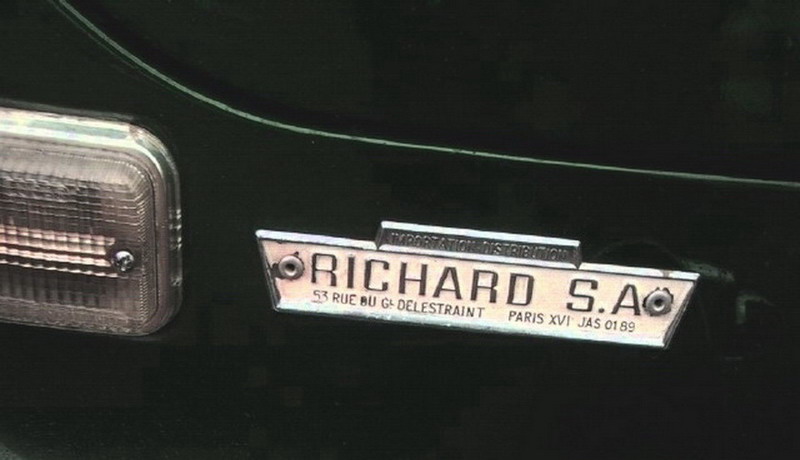 IMPORTATION-DISTRIBUTION
RICHARD S.A
53 RUE DU Gl DELESTRAINT PARIS XVI JAS 0189